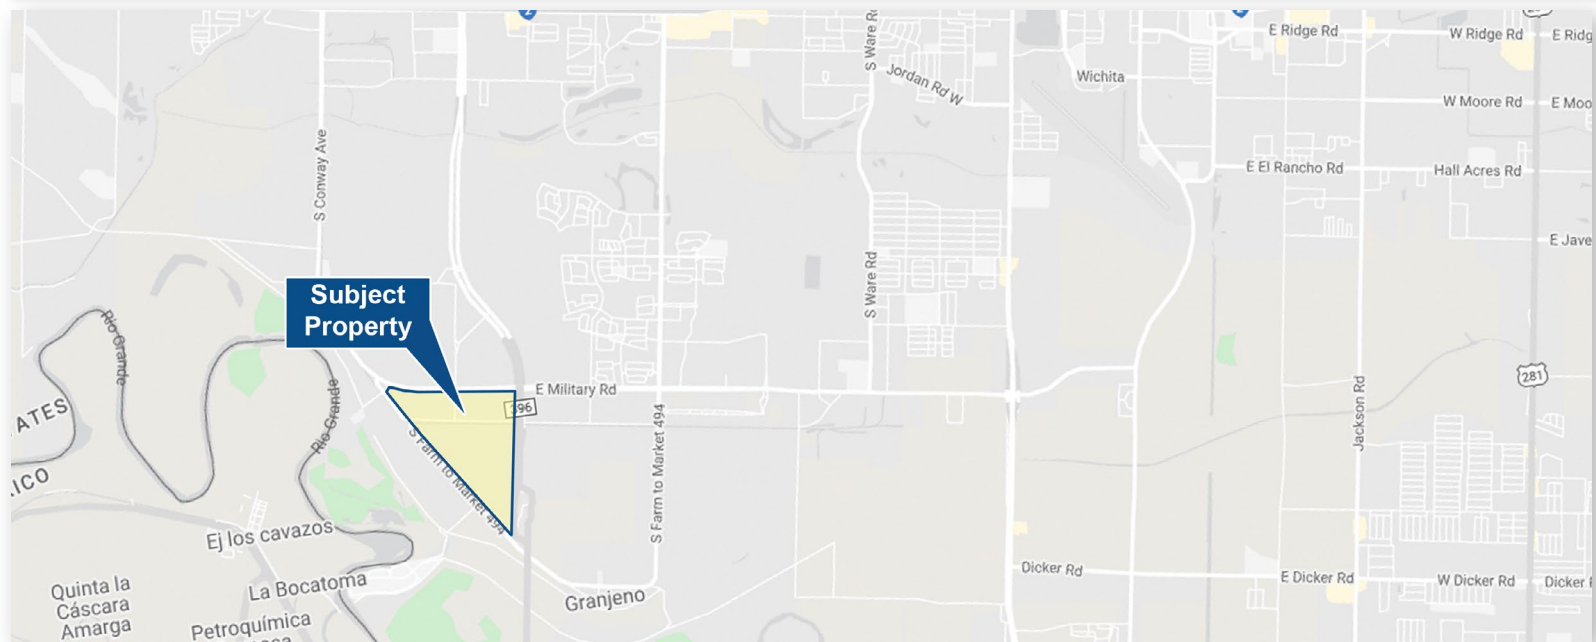 E Ridge Rd
W Ridge Rd
E Ridg
S Ware Rd
Jordan Rd W
Wichita
W Moore Rd
E Moo
S Conway Ave
E El Rancho Rd
Hall Acres Rd
E Jave
S Ware Rd
Subject
Property
Rio Grande
Rio Grande
ATES
ICO
E Military Rd
396
281
S Farm to Market 494
S Farm to Market 494
Jackson Rd
Ej los cavazos
La Bocatoma
Quinta la
Cáscara
Amarga
Petroquímica
Granjeno
Dicker Rd
E Dicker Rd
W Dicker Rd
Dicker